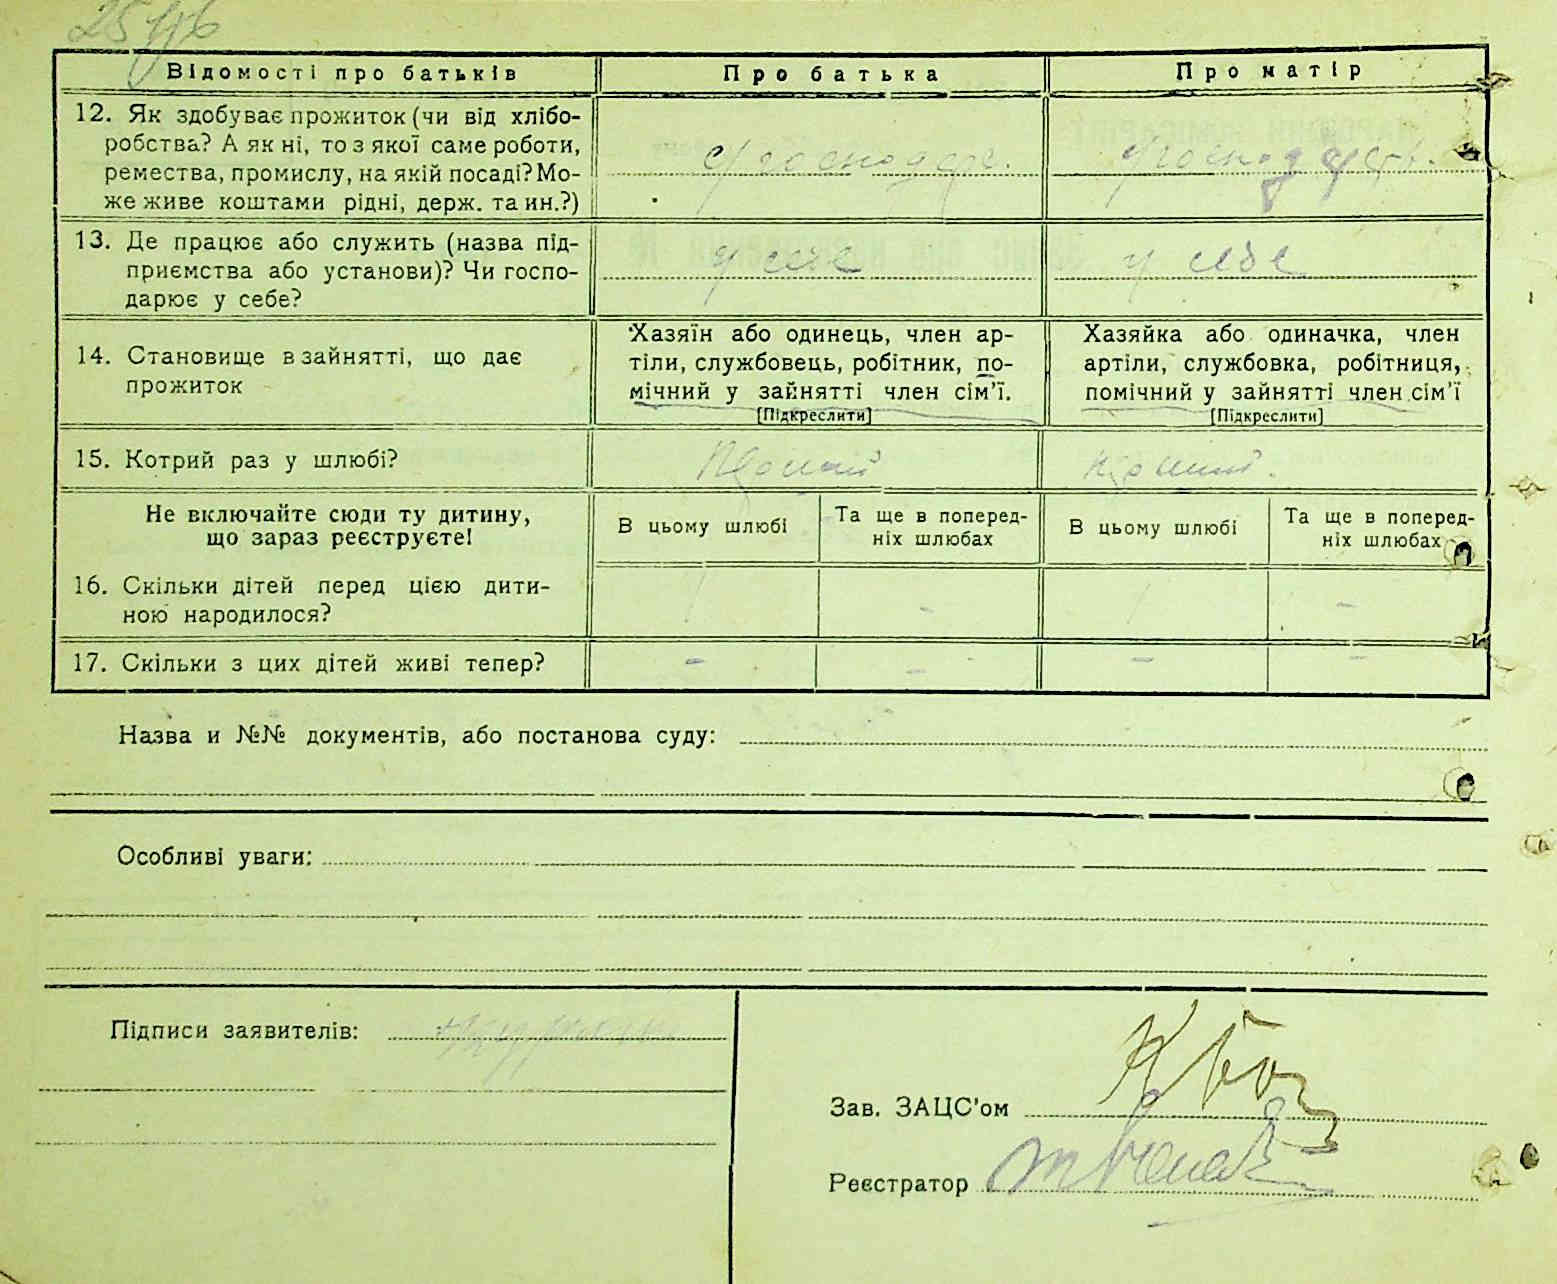 Відомості про батьків
Про батька
Про матір
12. Як здобуває прожиток (чи від хлібо-
робства? А як ні, то з якої саме роботи,
ремества, промислу, на якій посаді? Мо-
же живе коштами рідні, держ. та ин.?)
13. Де працює або служить (назва під-
приємства або установи)? Чи госпо-
дарює у себе?
у себе
у себе
14. Становище в зайнятті, що дає
прожиток
Хазяїн або одинець, член ар-
тіли, службовець, робітник, по-
мічний у зайнятті член сім'ї.
[Підкреслити]
Хазяйка або одиначка, член
артіли, службовка, робітниця,
помічний у зайнятті член сім'ї
[Підкреслити]
15. Котрий раз у шлюбі?
Не включайте сюди ту дитину,
що зараз реєструєте!
В цьому шлюбі
Та ще в поперед-
ніх шлюбах
В цьому шлюбі
Та ще в поперед-
ніх шлюбах
16. Скільки дітей перед цією дити-
ною народилося?
1
-
1
-
17. Скільки з цих дітей живі тепер?
-
-
-
-
Назва и №№ документів, або постанова суду:
Особливі уваги:
Підписи заявителів:
Зав. ЗАЦС'ом
Реєстратор